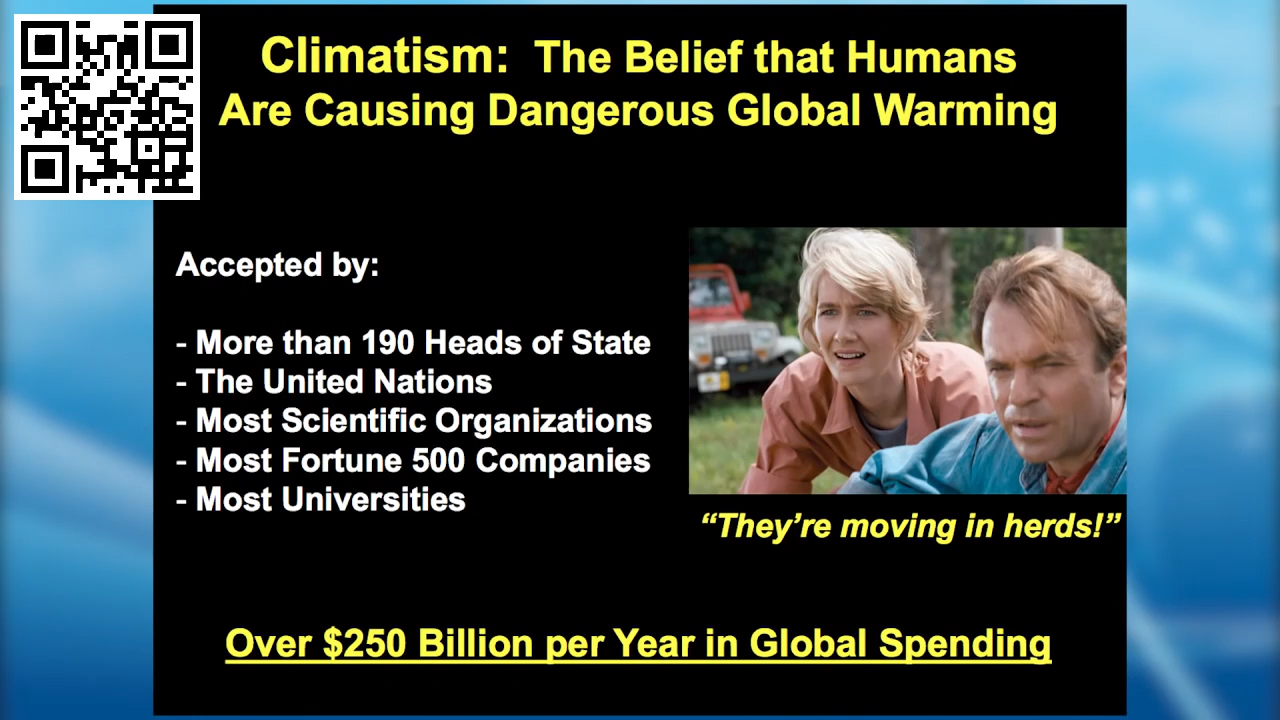 Climatism: The Belief that Humans
Are Causing Dangerous Global Warming
Accepted by:
- More than 190 Heads of State
- The United Nations
- Most Scientific Organizations
- Most Fortune 500 Companies
- Most Universities
“They’re moving in herds!”
Over $250 Billion per Year in Global Spending